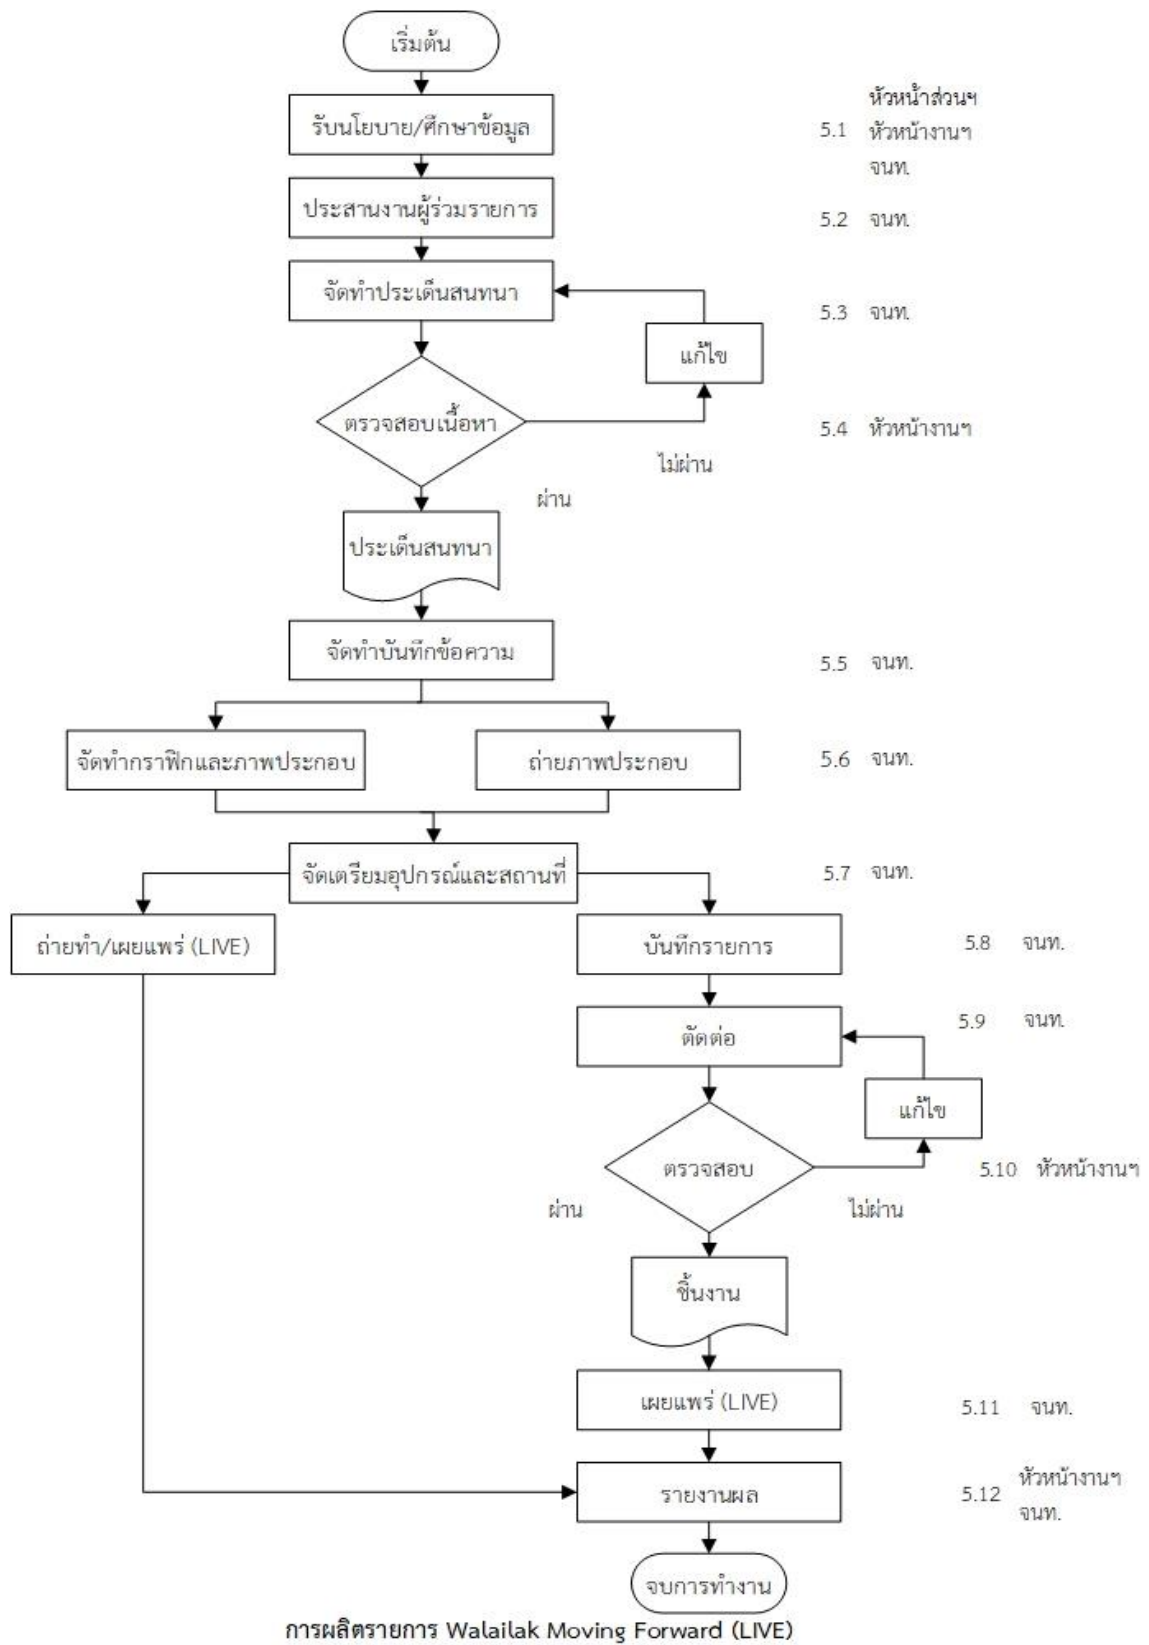 เริ่มต้น
หัวหน้าส่วนฯ
รับนโยบาย/ศึกษาข้อมูล
5.1 หัวหน้างานฯ
จนท.
ประสานงานผู้ร่วมรายการ
5.2 จนท.
จัดทำประเด็นสนทนา
5.3 จนท.
แก้ไข
ตรวจสอบเนื้อหา
5.4 หัวหน้างานฯ
ไม่ผ่าน
ผ่าน
ประเด็นสนทนา
จัดทำบันทึกข้อความ
5.5 จนท.
จัดทำกราฟิกและภาพประกอบ
ถ่ายภาพประกอบ
5.6 จนท.
จัดเตรียมอุปกรณ์และสถานที่
5.7 จนท.
ถ่ายทำ/เผยแพร่ (LIVE)
บันทึกรายการ
5.8 จนท.
ตัดต่อ
5.9 จนท.
แก้ไข
ตรวจสอบ
5.10 หัวหน้างานฯ
ผ่าน
ไม่ผ่าน
ชิ้นงาน
เผยแพร่ (LIVE)
5.11 จนท.
รายงานผล
5.12 หัวหน้างานฯ
จนท.
จบการทำงาน
การผลิตรายการ Walailak Moving Forward (LIVE)